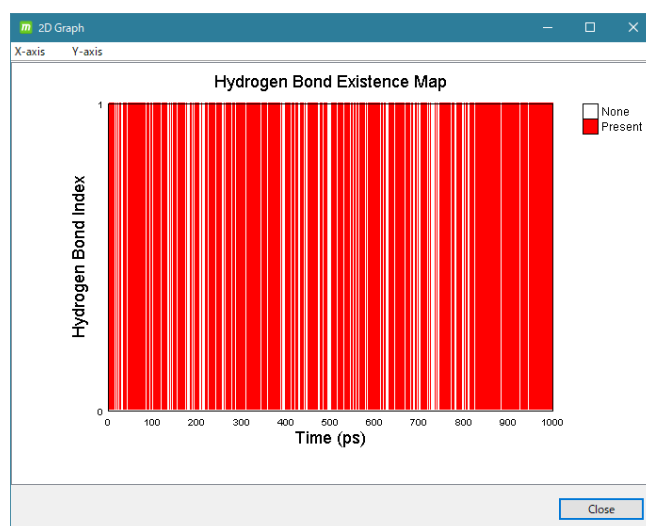 2D Graph
X-axis Y-axis
Hydrogen Bond Existence Map
None
Present
Hydrogen Bond Index
1
0
0 100 200 300 400 500 600 700 800 900 1000
Time (ps)
Close